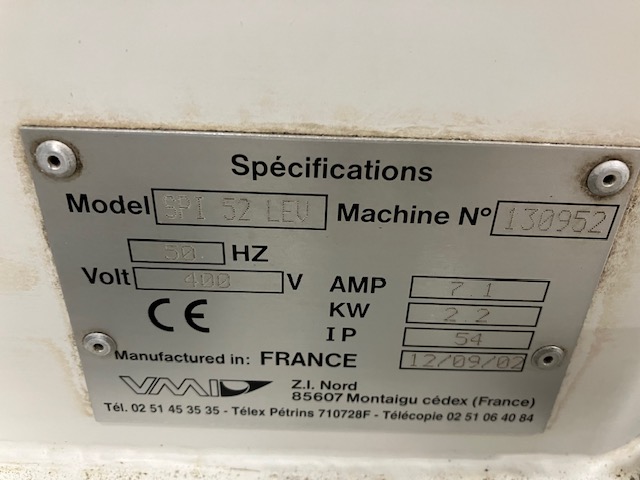 Spécifications
Model SPI 52 LEV Machine Nº 130952
50 HZ
Volt 400 V AMP 7.1
KW 2.2
IP 54
CE
Manufactured in: FRANCE 12/09/02
VMI Z.I. Nord
85607 Montaigu cédex (France)
Tél. 02 51 45 35 35 - Télex Pétrins 710728F - Télécopie 02 51 06 40 84